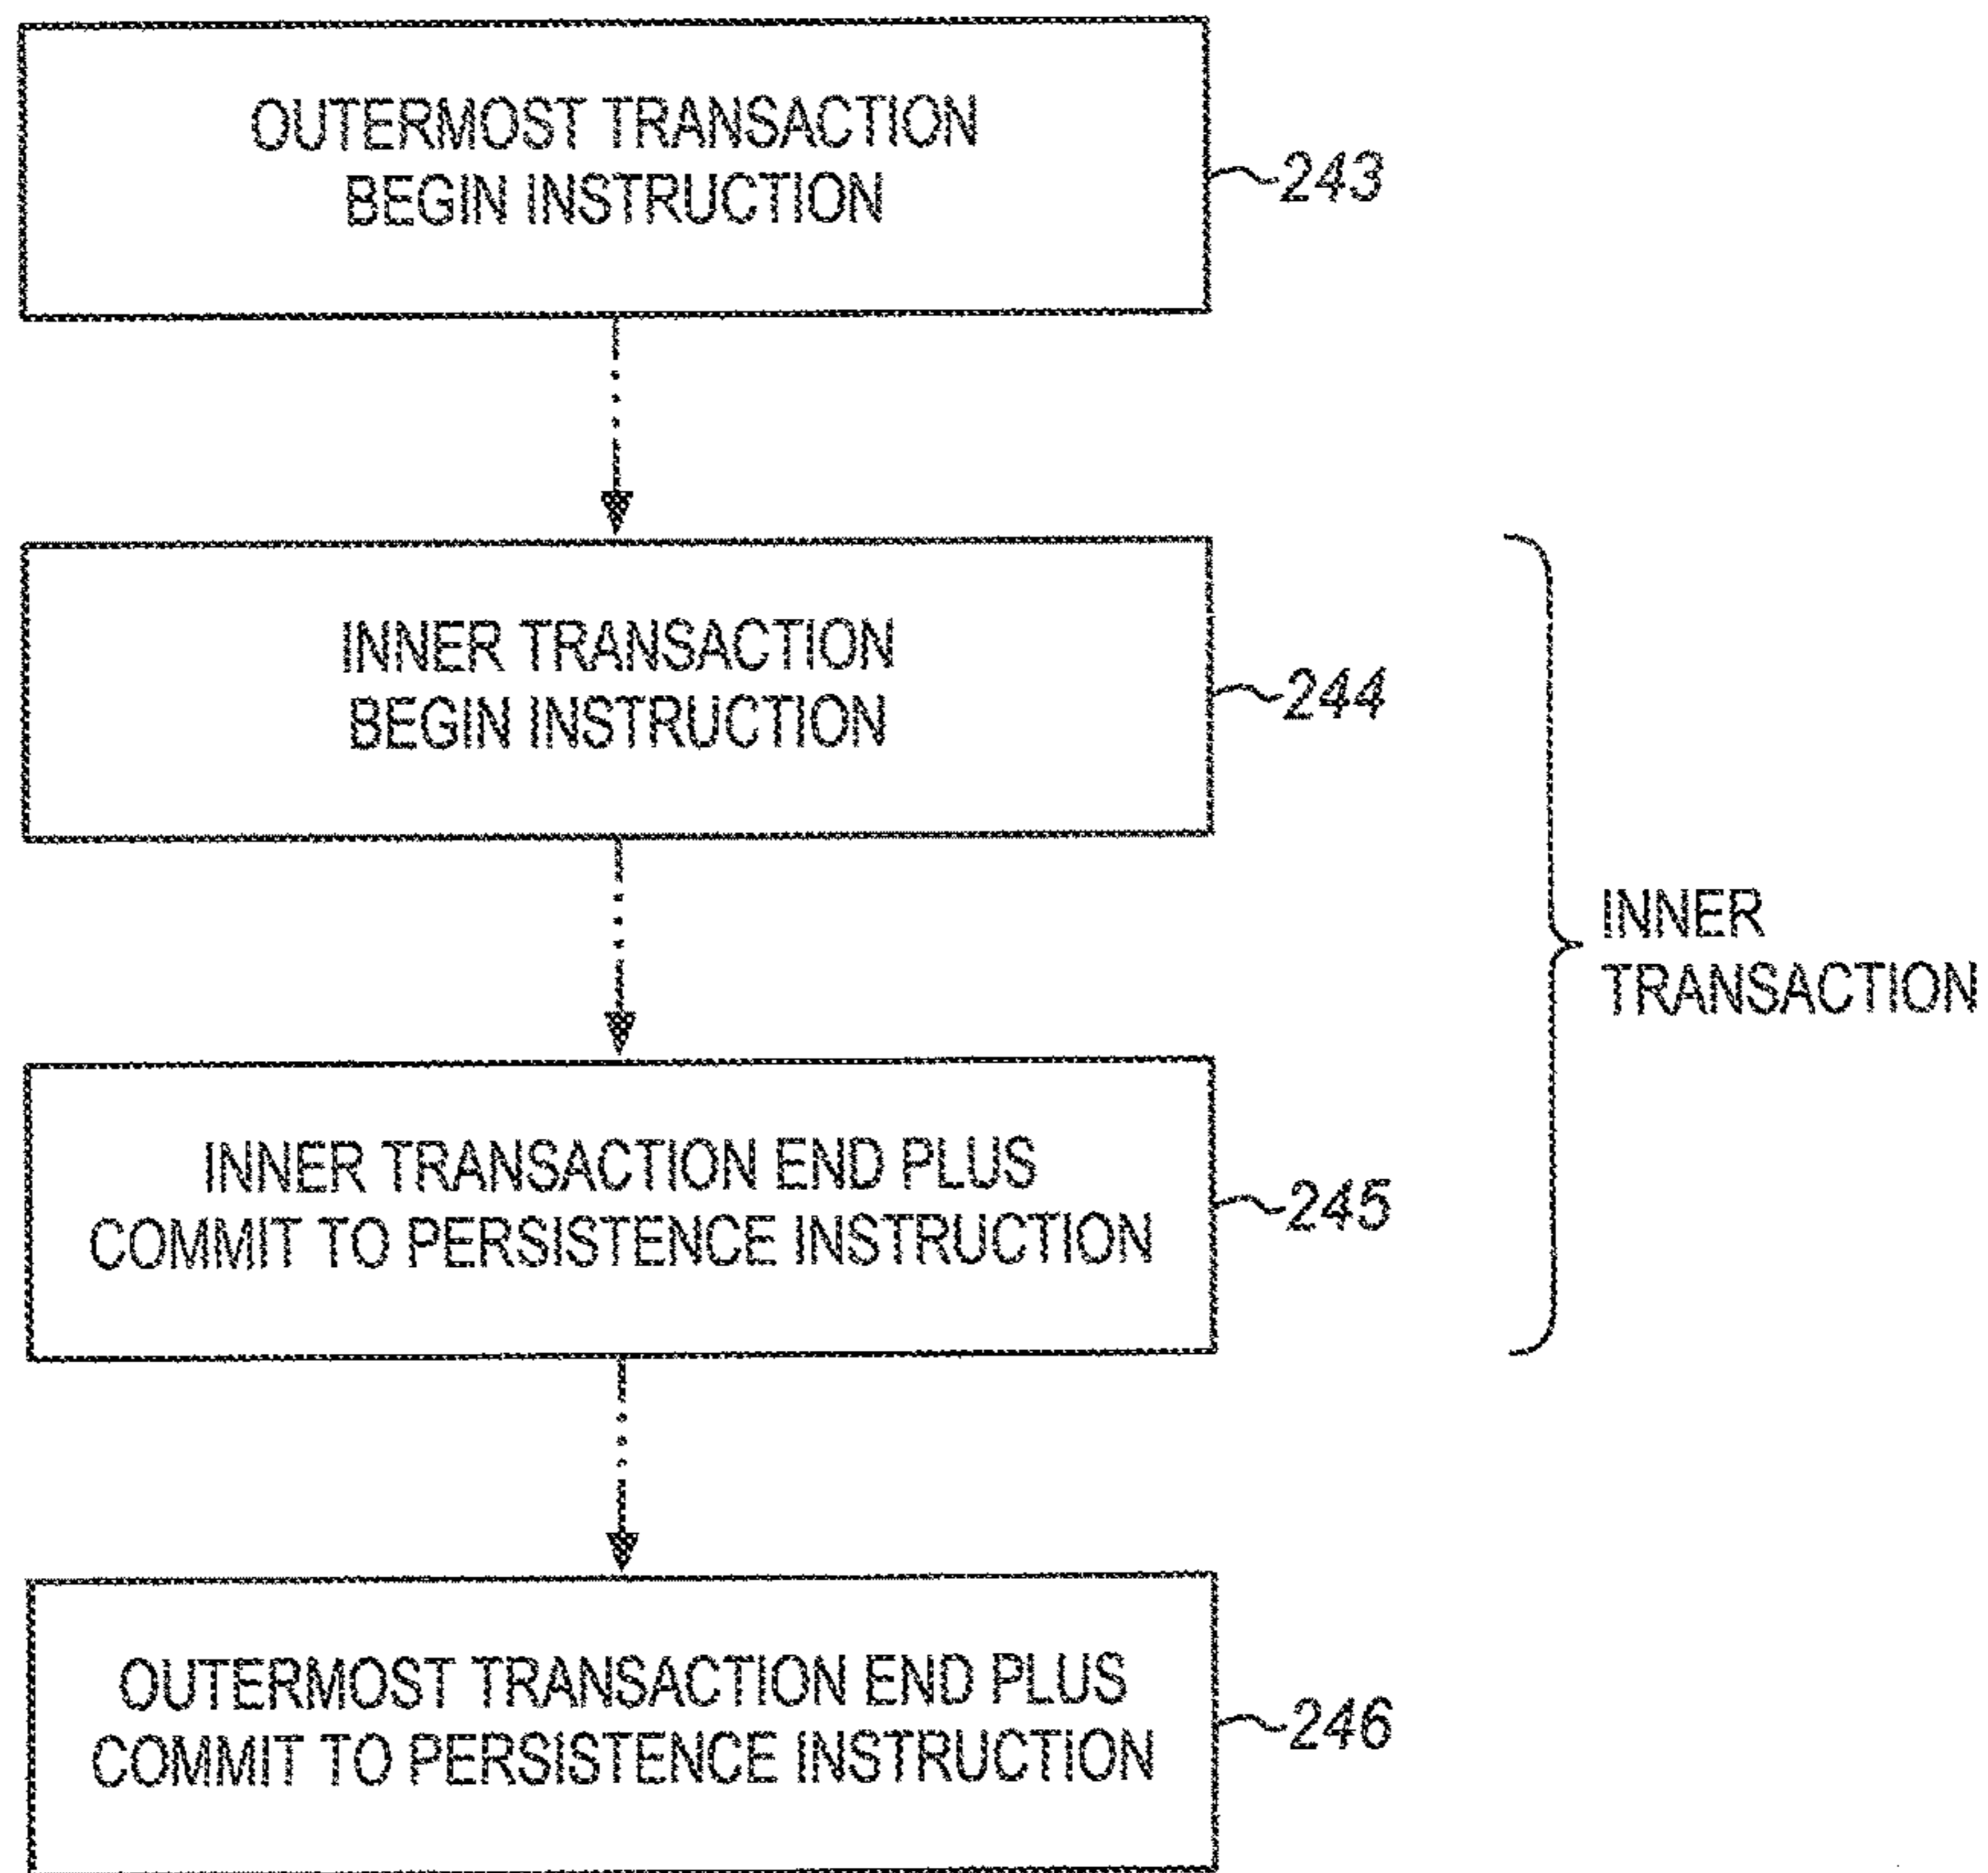 OUTERMOST TRANSACTION
BEGIN INSTRUCTION
243
INNER TRANSACTION
BEGIN INSTRUCTION
244
INNER
TRANSACTION
INNER TRANSACTION END PLUS
COMMIT TO PERSISTENCE INSTRUCTION
245
OUTERMOST TRANSACTION END PLUS
COMMIT TO PERSISTENCE INSTRUCTION
246